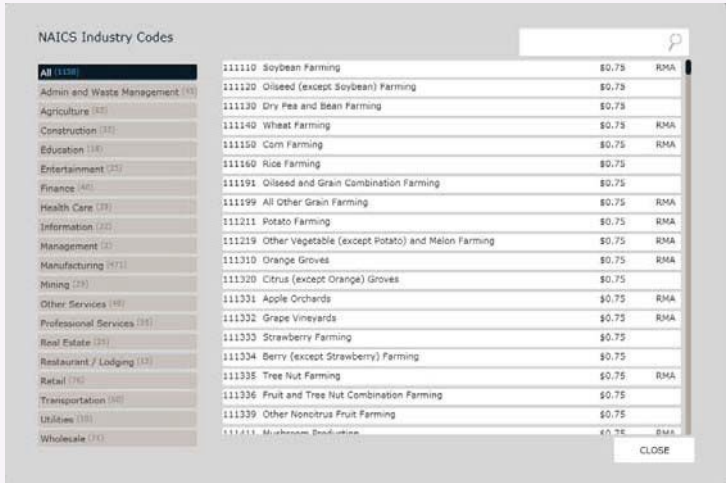 NAICS Industry Codes
All (1138)
Admin and Waste Management
Agriculture
Construction
Education
Entertainment
Finance
Health Care
Information
Management
Manufacturing (471)
Mining
Other Services
Professional Services
Real Estate
Restaurant / Lodging
Retail
Transportation
Utilities
Wholesale
111110 Soybean Farming $0.75 RMA
111120 Oilseed (except Soybean) Farming $0.75
111130 Dry Pea and Bean Farming $0.75
111140 Wheat Farming $0.75 RMA
111150 Corn Farming $0.75 RMA
111160 Rice Farming $0.75
111191 Oilseed and Grain Combination Farming $0.75
111199 All Other Grain Farming $0.75 RMA
111211 Potato Farming $0.75 RMA
111219 Other Vegetable (except Potato) and Melon Farming $0.75 RMA
111310 Orange Groves $0.75 RMA
111320 Citrus (except Orange) Groves $0.75
111331 Apple Orchards $0.75 RMA
111332 Grape Vineyards $0.75 RMA
111333 Strawberry Farming $0.75
111334 Berry (except Strawberry) Farming $0.75
111335 Tree Nut Farming $0.75 RMA
111336 Fruit and Tree Nut Combination Farming $0.75
111339 Other Noncitrus Fruit Farming $0.75
111411 Mushroom Production $0.75 RMA
CLOSE